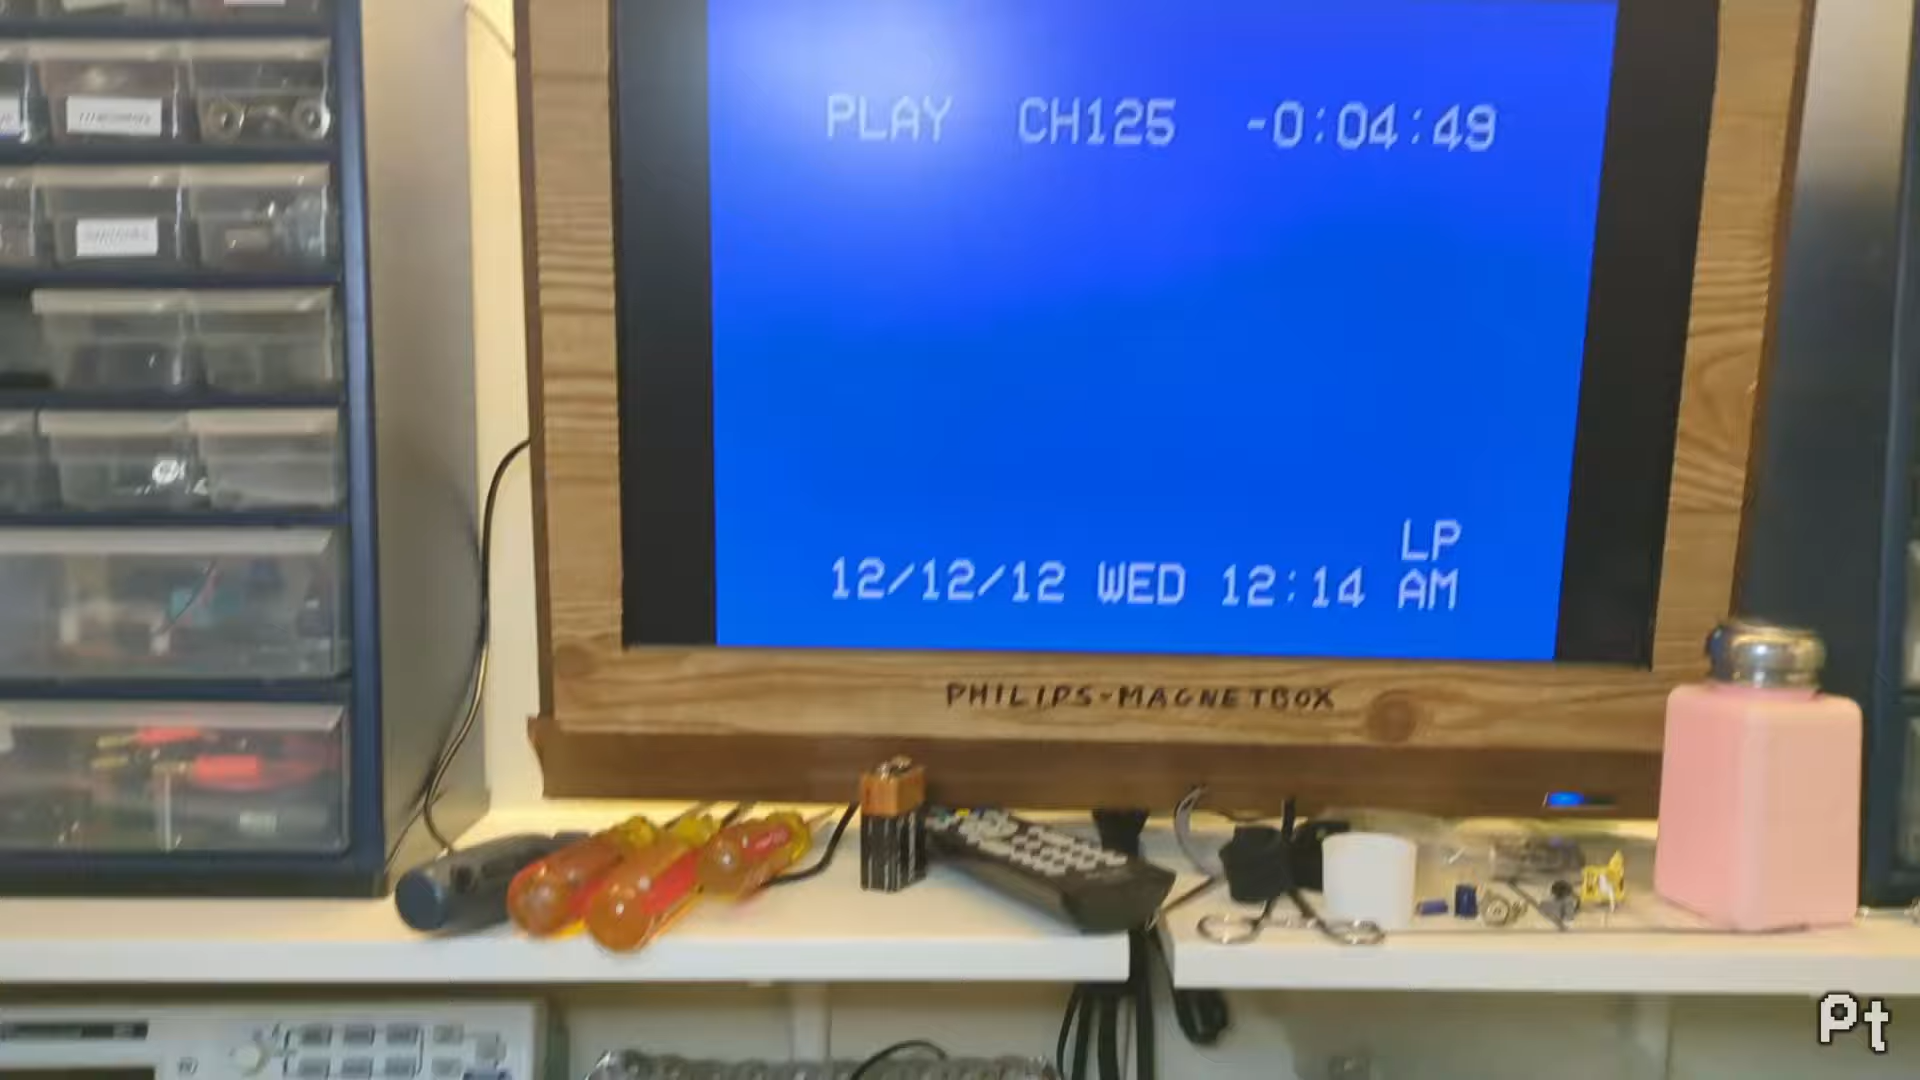 PLAY CH125 -0:04:49
LP
12/12/12 WED 12:14 AM
PHILIPS-MAGNETBOX
Pt